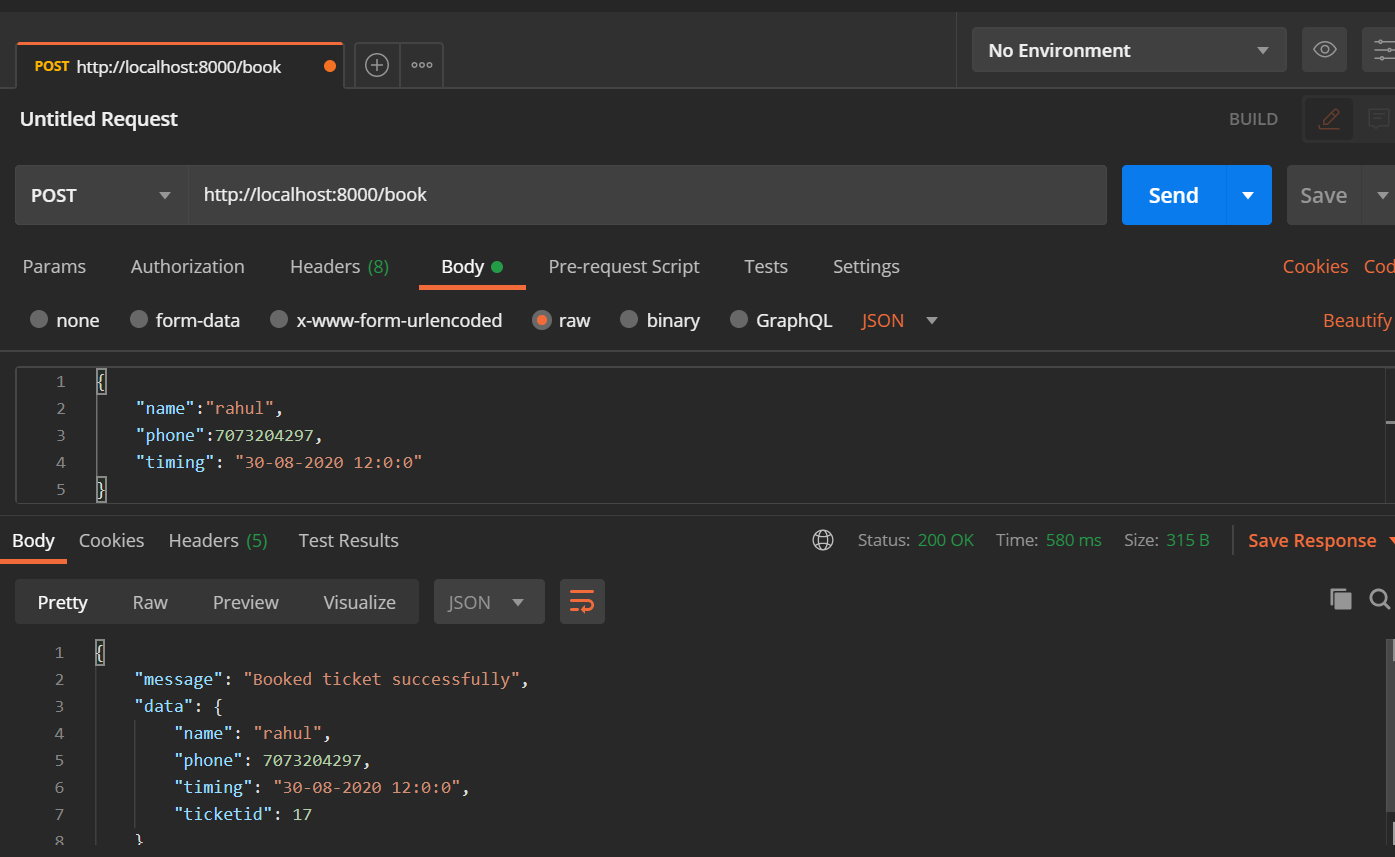 POST http://localhost:8000/book
No Environment
Untitled Request
BUILD
POST http://localhost:8000/book Send Save
Params Authorization Headers (8) Body Pre-request Script Tests Settings Cookies Cod
none form-data x-www-form-urlencoded raw binary GraphQL JSON Beautify
1 {
2 "name":"rahul",
3 "phone":7073204297,
4 "timing": "30-08-2020 12:0:0"
5 }
Body Cookies Headers (5) Test Results Status: 200 OK Time: 580 ms Size: 315 B Save Response
Pretty Raw Preview Visualize JSON
1 {
2 "message": "Booked ticket successfully",
3 "data": {
4 "name": "rahul",
5 "phone": 7073204297,
6 "timing": "30-08-2020 12:0:0",
7 "ticketid": 17
8 }